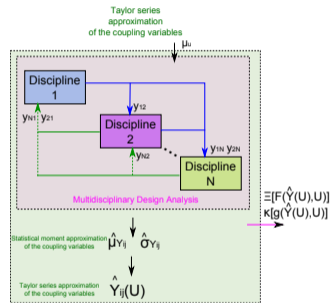 Taylor series
approximation
of the coupling variables
μᵤ
Discipline
1
yN1 y21
y12
Discipline
2
yN2
y1N y2N
Discipline
N
Multidisciplinary Design Analysis
Ξ[F(Ŷ(U),U)]
κ[g(Ŷ(U),U)]
Statistical moment approximation
of the coupling variables
μ̂Yij σ̂Yij
Taylor series approximation
of the coupling variables
Ŷij(U)